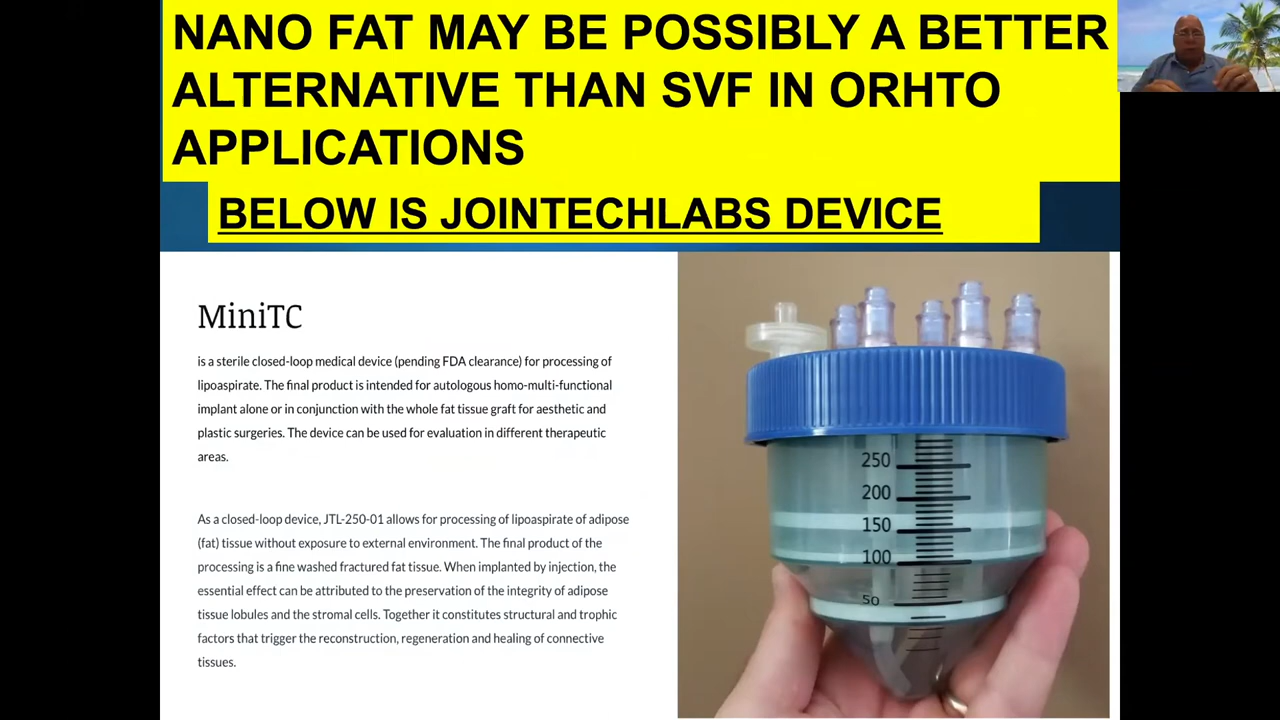 NANO FAT MAY BE POSSIBLY A BETTER
ALTERNATIVE THAN SVF IN ORHTO
APPLICATIONS
BELOW IS JOINTECHLABS DEVICE
MiniTC
is a sterile closed-loop medical device (pending FDA clearance) for processing of
lipoaspirate. The final product is intended for autologous homo-multi-functional
implant alone or in conjunction with the whole fat tissue graft for aesthetic and
plastic surgeries. The device can be used for evaluation in different therapeutic
areas.
As a closed-loop device, JTL-250-01 allows for processing of lipoaspirate of adipose
(fat) tissue without exposure to external environment. The final product of the
processing is a fine washed fractured fat tissue. When implanted by injection, the
essential effect can be attributed to the preservation of the integrity of adipose
tissue lobules and the stromal cells. Together it constitutes structural and trophic
factors that trigger the reconstruction, regeneration and healing of connective
tissues.
250
200
150
100
50